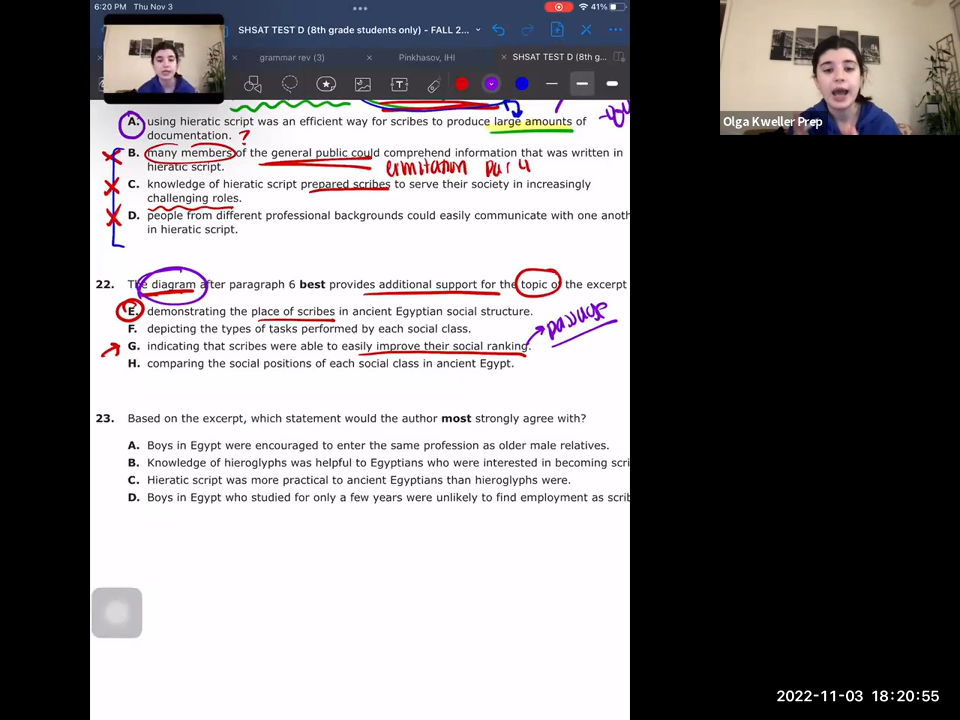 6:20 PM Thu Nov 3
41%
SHSAT TEST D (8th grade students only) - FALL 2...
grammar rev (3)
Pinkhasov, IHI
SHSAT TEST D (8th g...
A. using hieratic script was an efficient way for scribes to produce large amounts of
documentation. ?
B. many members of the general public could comprehend information that was written in
hieratic script.
C. knowledge of hieratic script prepared scribes to serve their society in increasingly
challenging roles.
D. people from different professional backgrounds could easily communicate with one anoth
in hieratic script.
22. The diagram after paragraph 6 best provides additional support for the topic of the excerpt
E. demonstrating the place of scribes in ancient Egyptian social structure.
F. depicting the types of tasks performed by each social class.
G. indicating that scribes were able to easily improve their social ranking. passage
H. comparing the social positions of each social class in ancient Egypt.
23. Based on the excerpt, which statement would the author most strongly agree with?
A. Boys in Egypt were encouraged to enter the same profession as older male relatives.
B. Knowledge of hieroglyphs was helpful to Egyptians who were interested in becoming scri
C. Hieratic script was more practical to ancient Egyptians than hieroglyphs were.
D. Boys in Egypt who studied for only a few years were unlikely to find employment as scrib
Olga Kweller Prep
2022-11-03 18:20:55